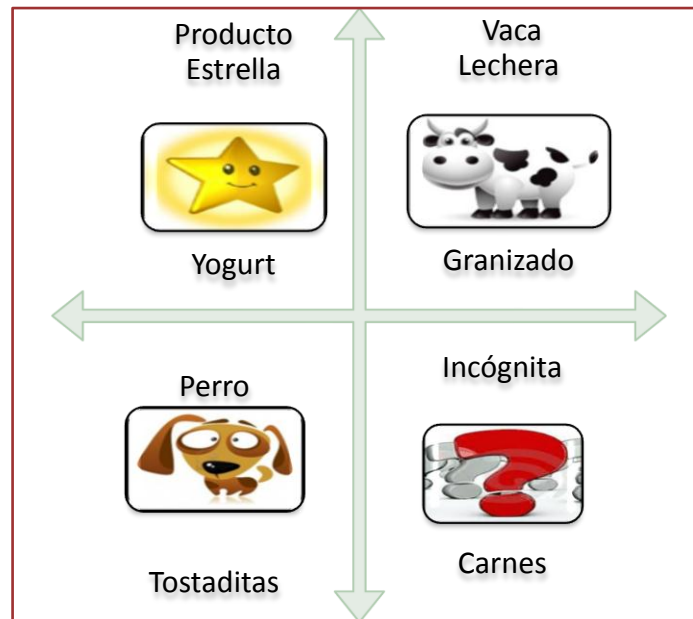 Producto
Estrella
Vaca
Lechera
Yogurt
Granizado
Perro
Incógnita
Tostaditas
Carnes